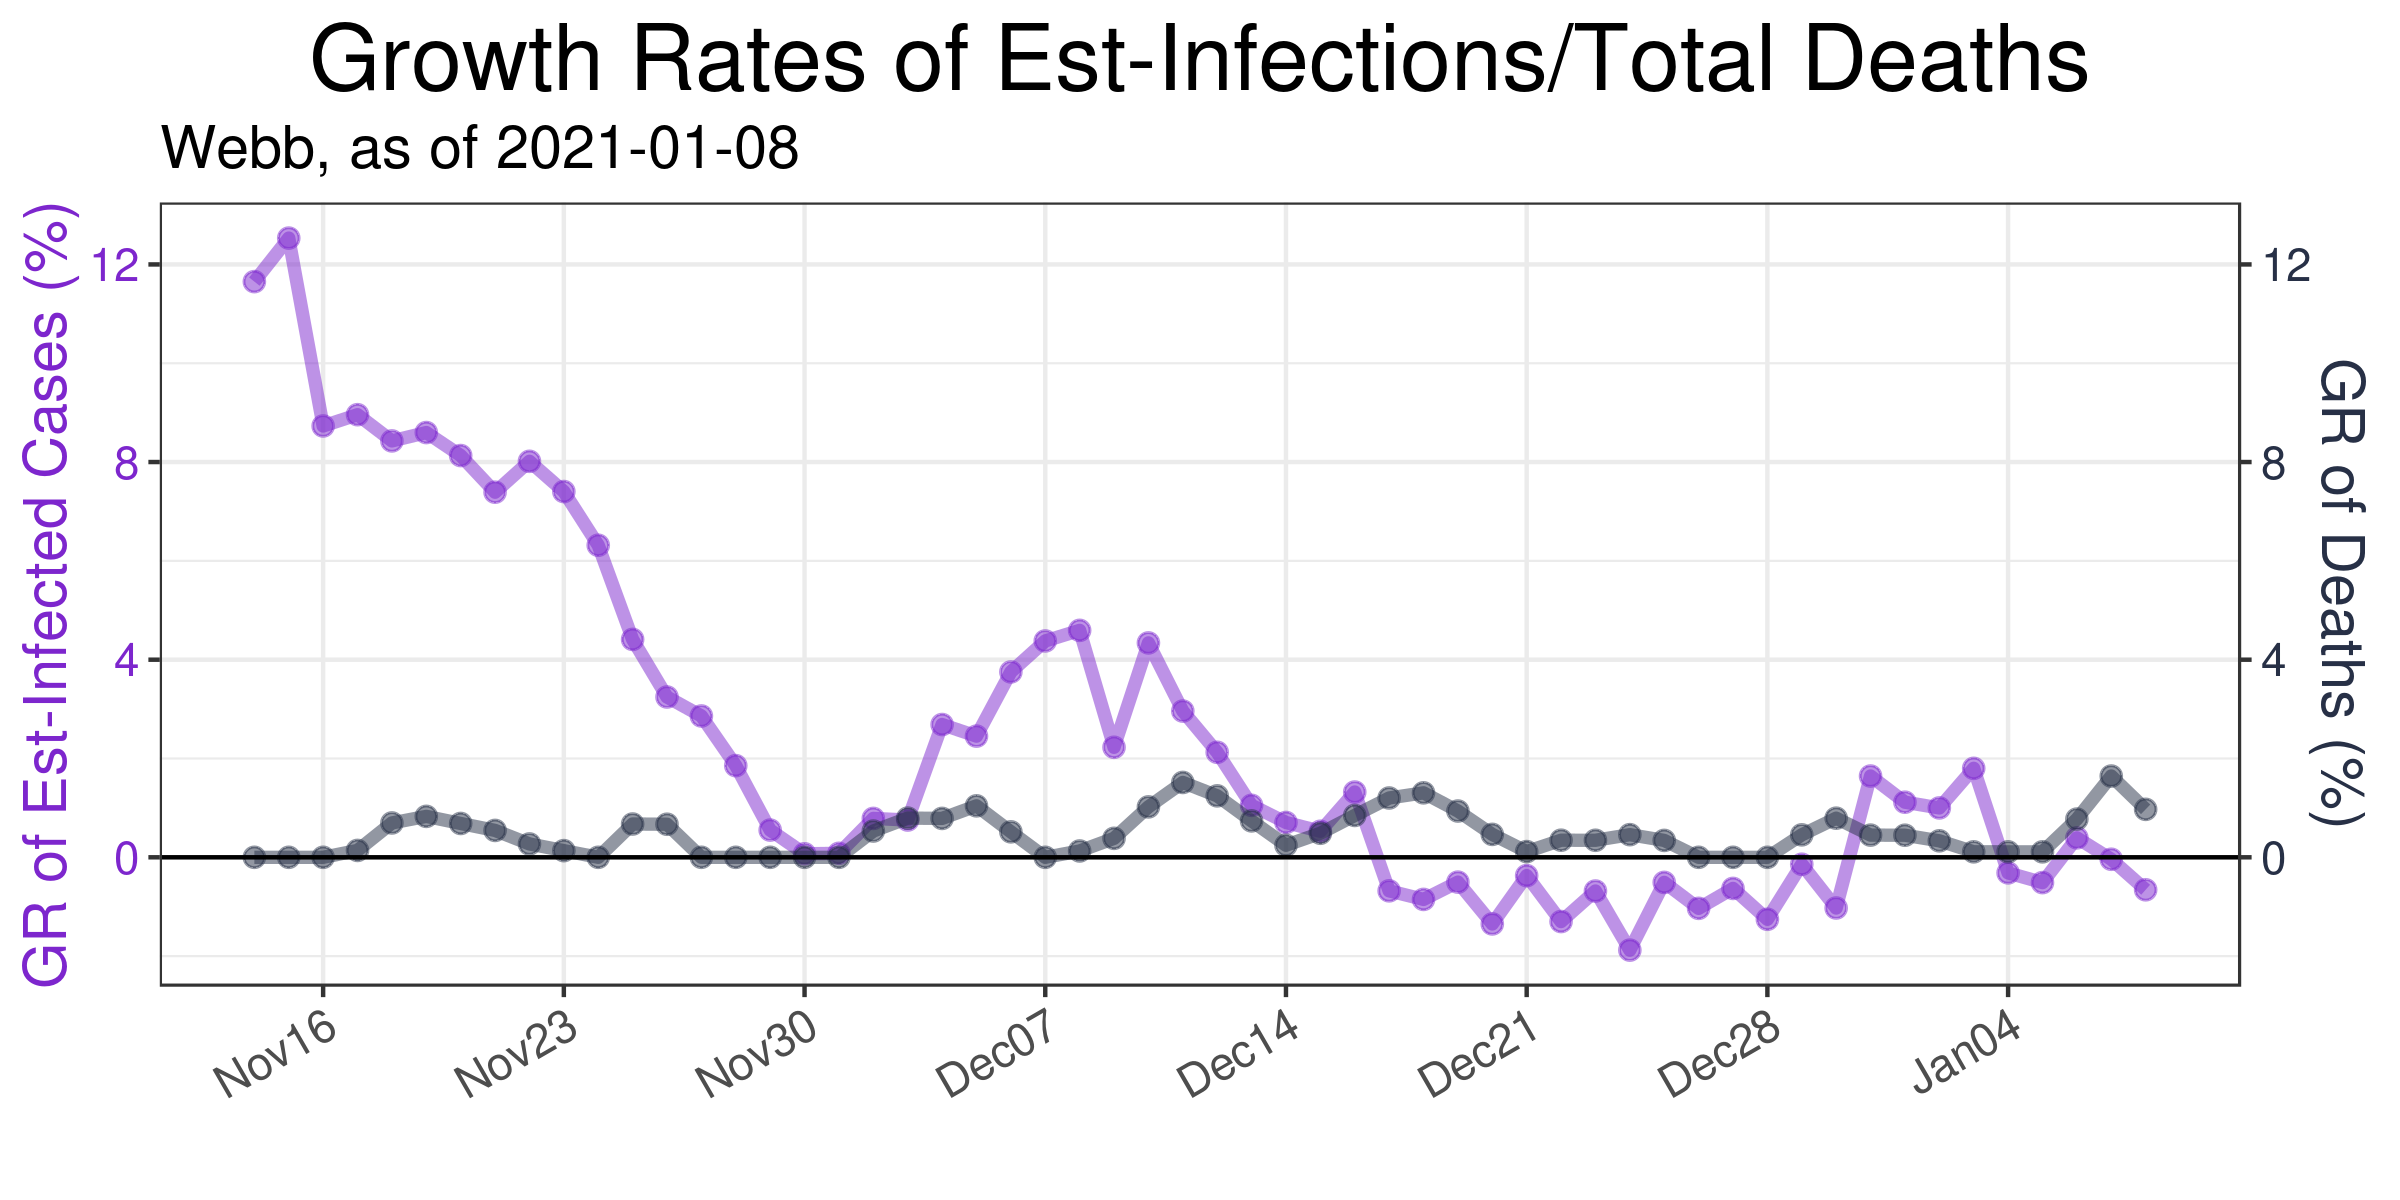 Growth Rates of Est-Infections/Total Deaths
Webb, as of 2021-01-08
GR of Est-Infected Cases (%)
12
8
4
0
12
8
4
0
GR of Deaths (%)
Nov16
Nov23
Nov30
Dec07
Dec14
Dec21
Dec28
Jan04